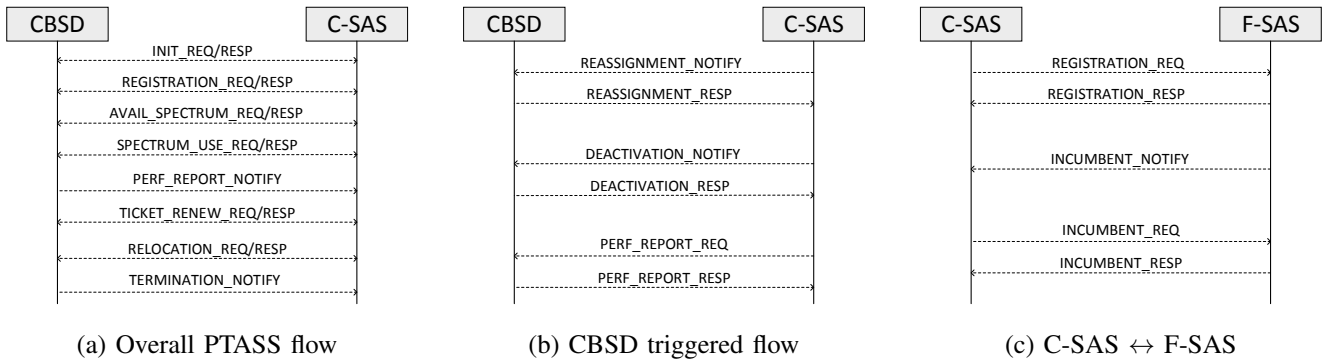 CBSD C-SAS
INIT_REQ/RESP
REGISTRATION_REQ/RESP
AVAIL_SPECTRUM_REQ/RESP
SPECTRUM_USE_REQ/RESP
PERF_REPORT_NOTIFY
TICKET_RENEW_REQ/RESP
RELOCATION_REQ/RESP
TERMINATION_NOTIFY
(a) Overall PTASS flow
CBSD C-SAS
REASSIGNMENT_NOTIFY
REASSIGNMENT_RESP
DEACTIVATION_NOTIFY
DEACTIVATION_RESP
PERF_REPORT_REQ
PERF_REPORT_RESP
(b) CBSD triggered flow
C-SAS F-SAS
REGISTRATION_REQ
REGISTRATION_RESP
INCUMBENT_NOTIFY
INCUMBENT_REQ
INCUMBENT_RESP
(c) C-SAS ↔ F-SAS